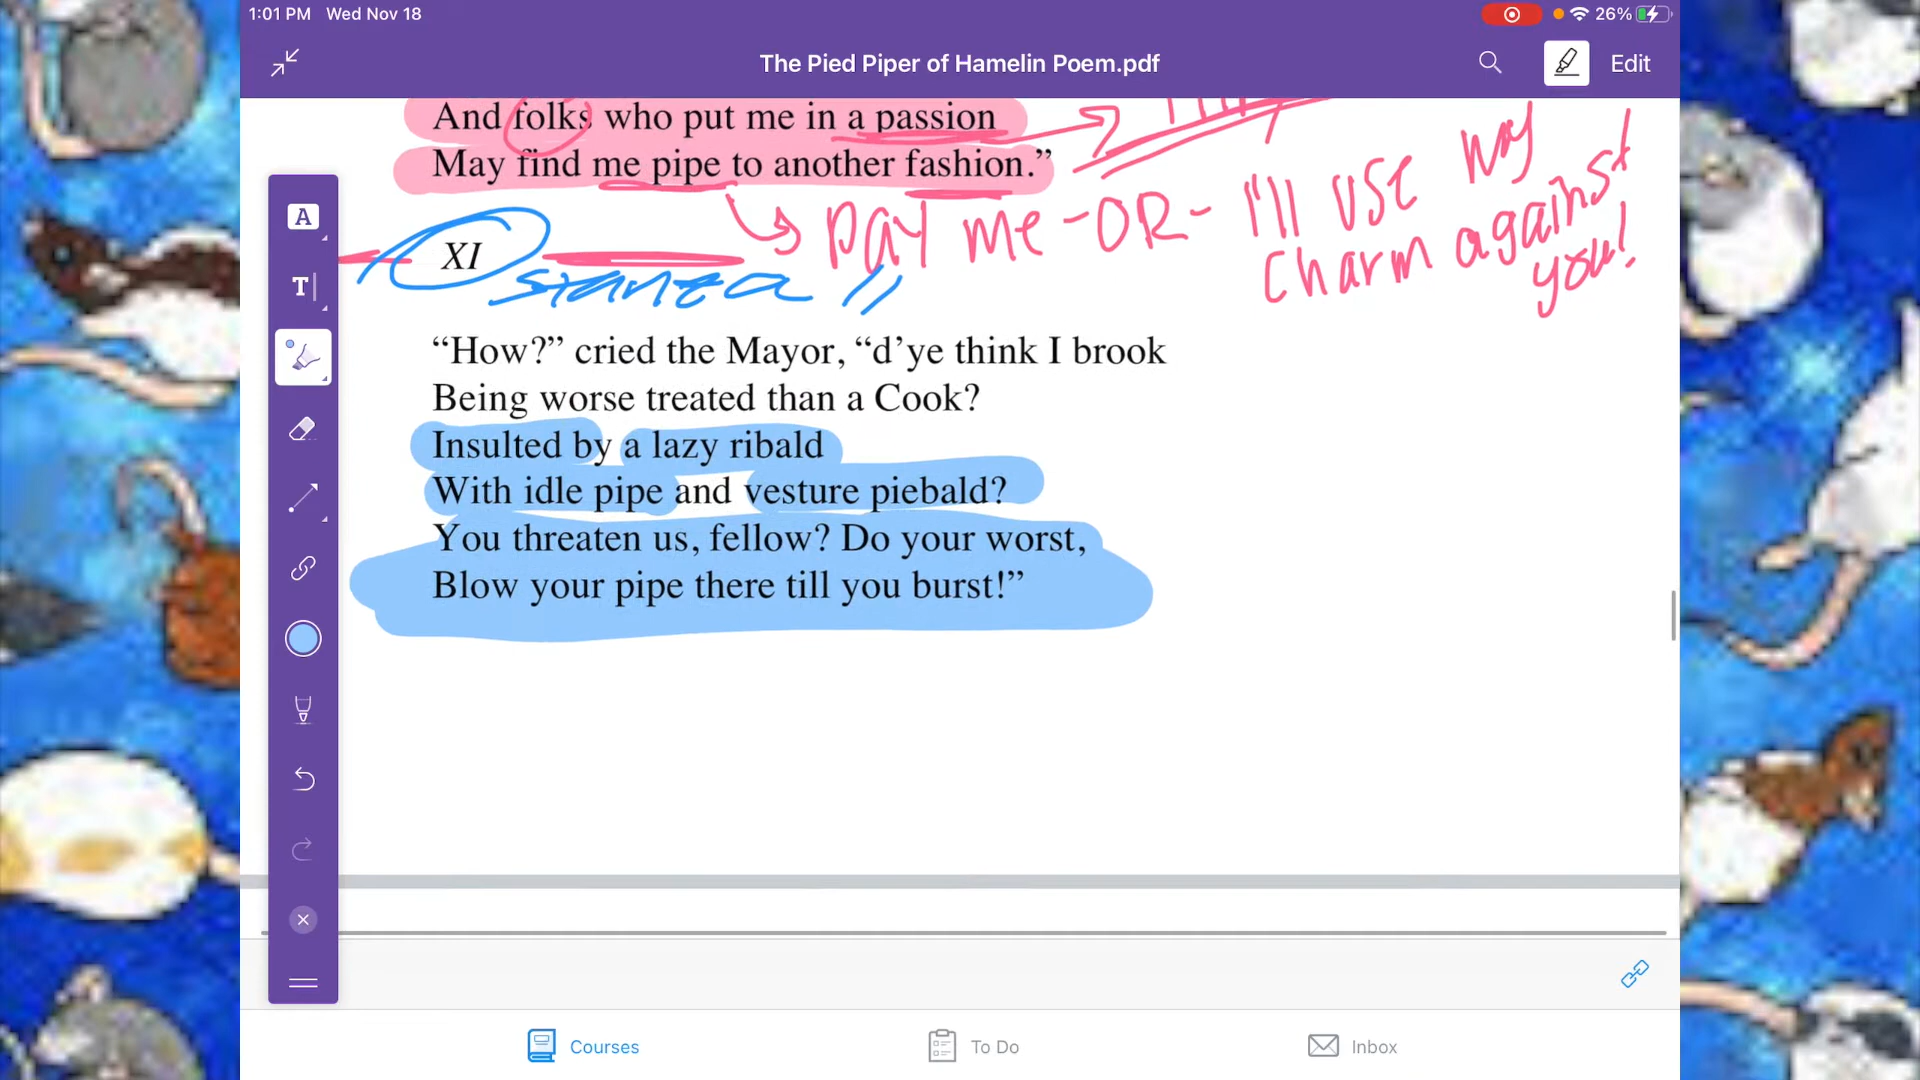 1:01 PM Wed Nov 18
26%
The Pied Piper of Hamelin Poem.pdf
Edit
And folks who put me in a passion
May find me pipe to another fashion.”
pay me -OR- I'll use my
charm against
you!
XI
stanza 11
“How?” cried the Mayor, “d’ye think I brook
Being worse treated than a Cook?
Insulted by a lazy ribald
With idle pipe and vesture piebald?
You threaten us, fellow? Do your worst,
Blow your pipe there till you burst!”
A
T
Courses
To Do
Inbox